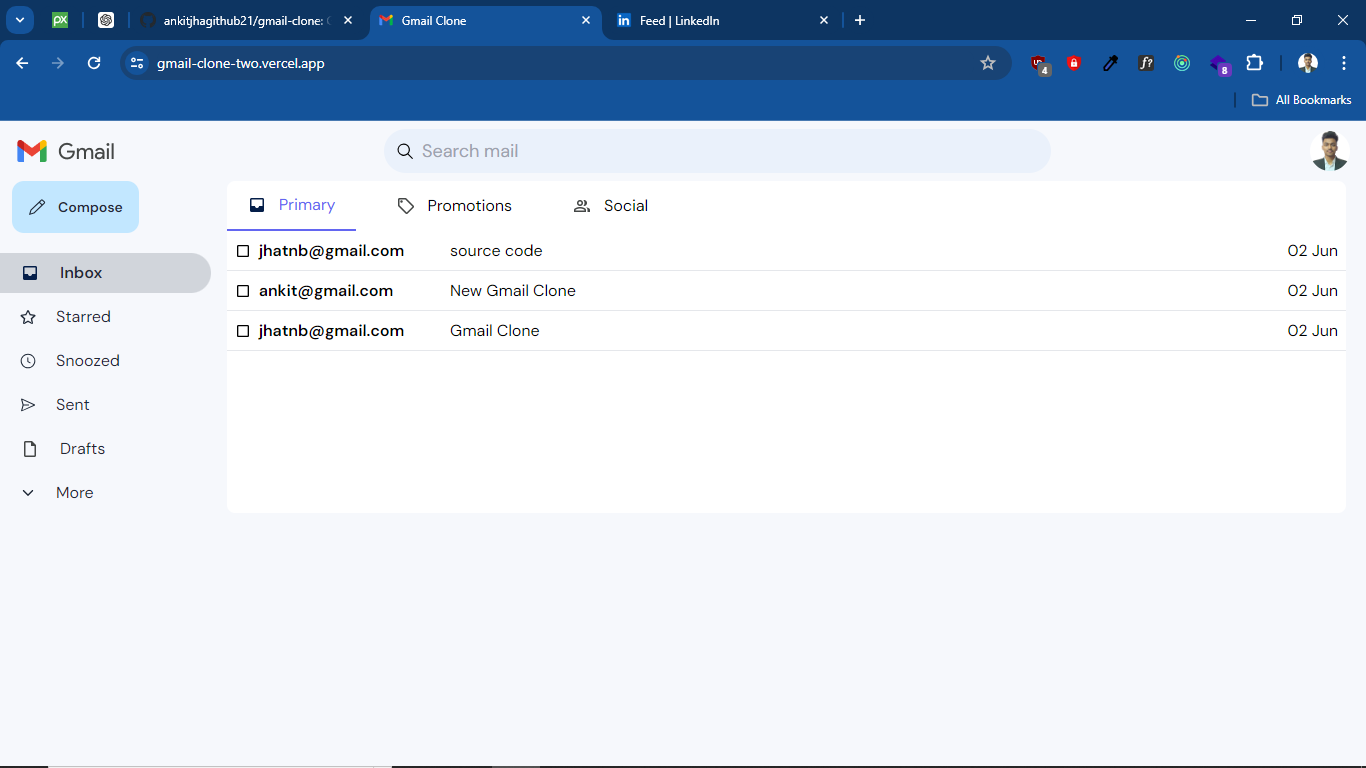 PX
ankitjhagithub21/gmail-clone:
Gmail Clone
Feed | LinkedIn
gmail-clone-two.vercel.app
4
f?
8
All Bookmarks
Gmail
Search mail
Compose
Primary
Promotions
Social
Inbox
jhatnb@gmail.com source code 02 Jun
ankit@gmail.com New Gmail Clone 02 Jun
jhatnb@gmail.com Gmail Clone 02 Jun
Starred
Snoozed
Sent
Drafts
More